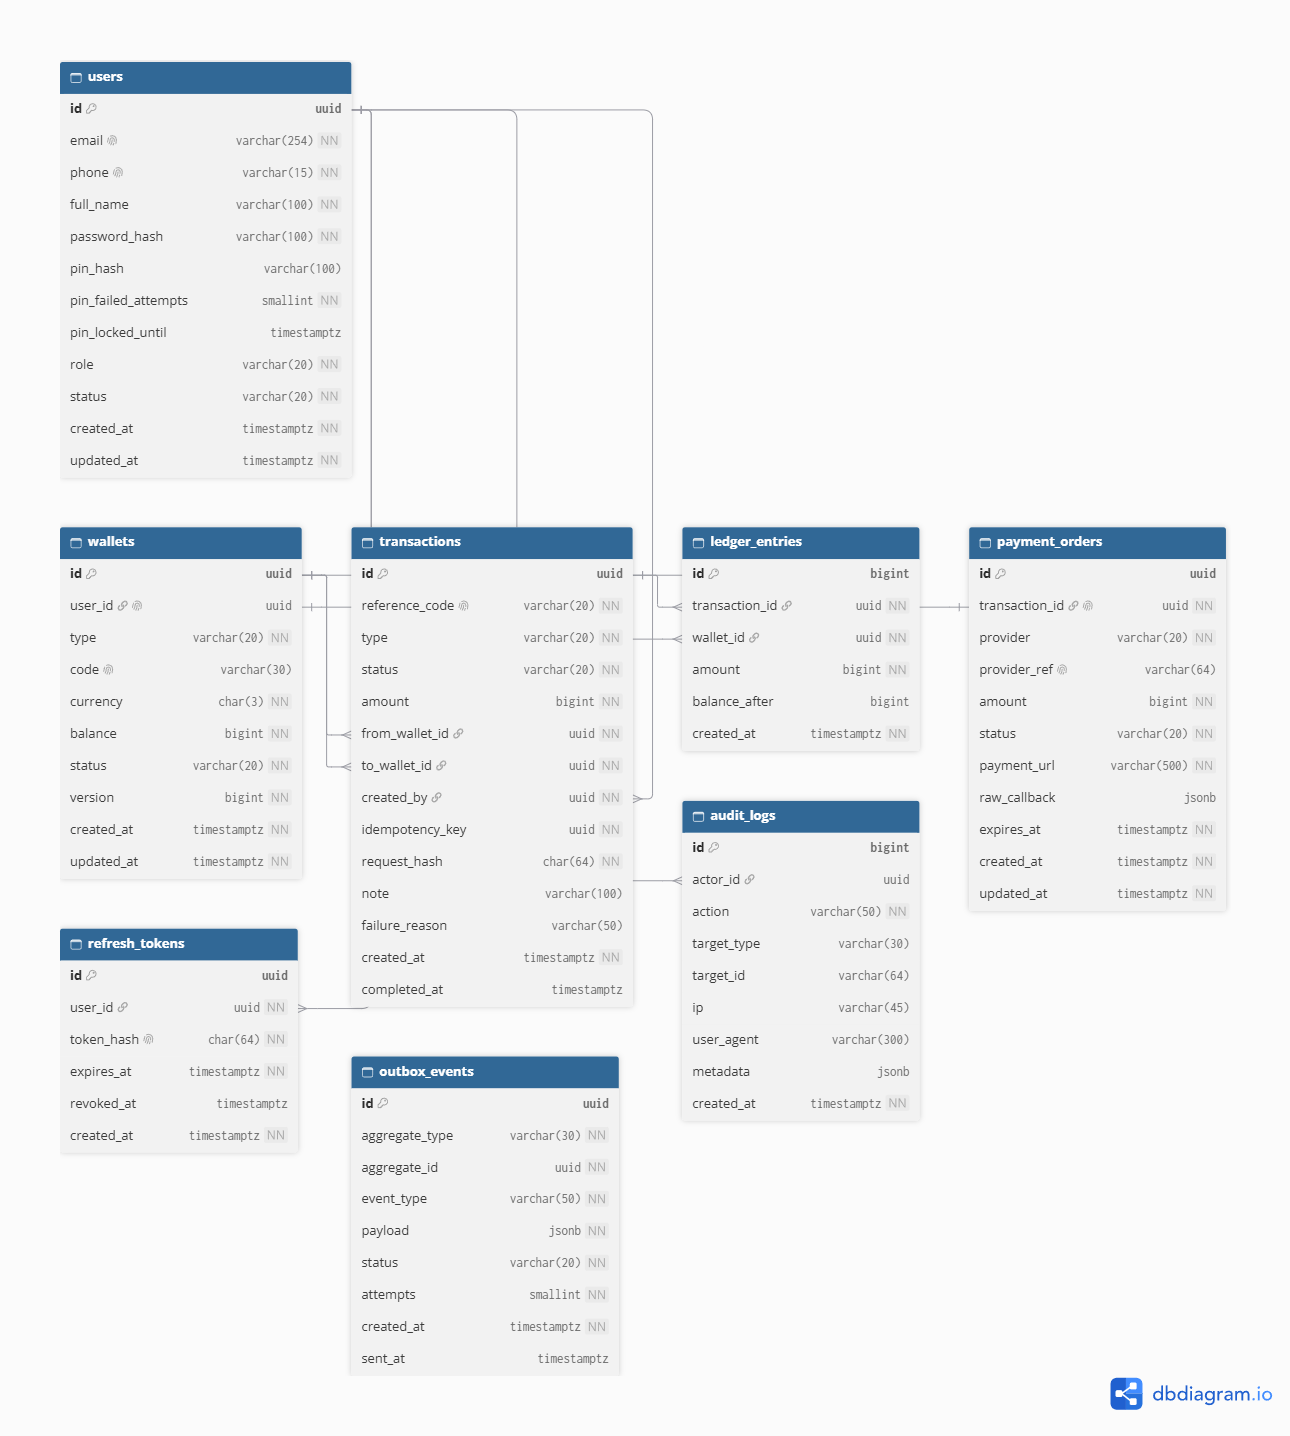 users
id uuid
email varchar(254) NN
phone varchar(15) NN
full_name varchar(100) NN
password_hash varchar(100) NN
pin_hash varchar(100)
pin_failed_attempts smallint NN
pin_locked_until timestamptz
role varchar(20) NN
status varchar(20) NN
created_at timestamptz NN
updated_at timestamptz NN
wallets
id uuid
user_id uuid
type varchar(20) NN
code varchar(30)
currency char(3) NN
balance bigint NN
status varchar(20) NN
version bigint NN
created_at timestamptz NN
updated_at timestamptz NN
transactions
id uuid
reference_code varchar(20) NN
type varchar(20) NN
status varchar(20) NN
amount bigint NN
from_wallet_id uuid NN
to_wallet_id uuid NN
created_by uuid NN
idempotency_key uuid NN
request_hash char(64) NN
note varchar(100)
failure_reason varchar(50)
created_at timestamptz NN
completed_at timestamptz
ledger_entries
id bigint
transaction_id uuid NN
wallet_id uuid NN
amount bigint NN
balance_after bigint
created_at timestamptz NN
payment_orders
id uuid
transaction_id uuid NN
provider varchar(20) NN
provider_ref varchar(64)
amount bigint NN
status varchar(20) NN
payment_url varchar(500) NN
raw_callback jsonb
expires_at timestamptz NN
created_at timestamptz NN
updated_at timestamptz NN
audit_logs
id bigint
actor_id uuid
action varchar(50) NN
target_type varchar(30)
target_id varchar(64)
ip varchar(45)
user_agent varchar(300)
metadata jsonb
created_at timestamptz NN
refresh_tokens
id uuid
user_id uuid NN
token_hash char(64) NN
expires_at timestamptz NN
revoked_at timestamptz
created_at timestamptz NN
outbox_events
id uuid
aggregate_type varchar(30) NN
aggregate_id uuid NN
event_type varchar(50) NN
payload jsonb NN
status varchar(20) NN
attempts smallint NN
created_at timestamptz NN
sent_at timestamptz
dbdiagram.io